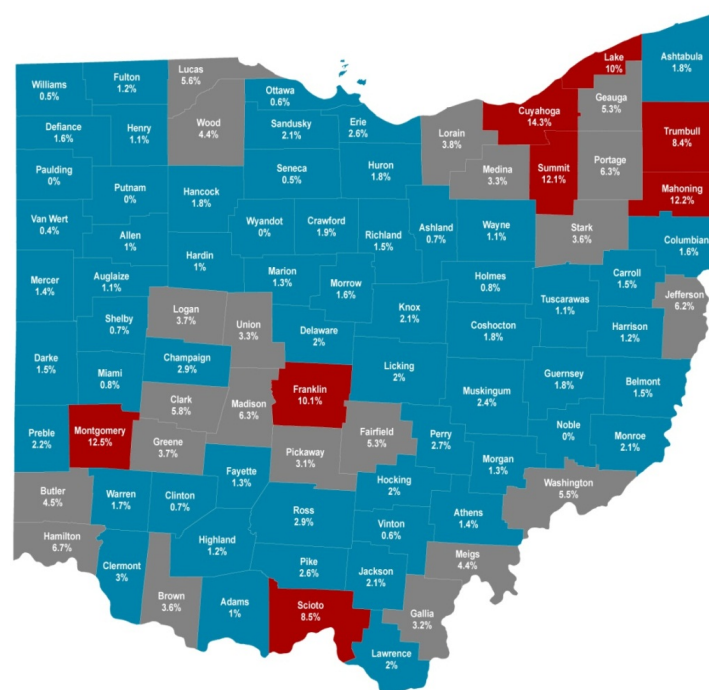 Williams
0.5%
Fulton
1.2%
Lucas
5.6%
Ottawa
0.6%
Lake
10%
Ashtabula
1.8%
Geauga
5.3%
Cuyahoga
14.3%
Defiance
1.6%
Henry
1.1%
Wood
4.4%
Sandusky
2.1%
Erie
2.6%
Lorain
3.8%
Trumbull
8.4%
Paulding
0%
Putnam
0%
Hancock
1.8%
Seneca
0.5%
Huron
1.8%
Medina
3.3%
Summit
12.1%
Portage
6.3%
Mahoning
12.2%
Van Wert
0.4%
Allen
1%
Wyandot
0%
Crawford
1.9%
Richland
1.5%
Ashland
0.7%
Wayne
1.1%
Stark
3.6%
Columbian
1.6%
Mercer
1.4%
Auglaize
1.1%
Hardin
1%
Marion
1.3%
Morrow
1.6%
Holmes
0.8%
Carroll
1.5%
Jefferson
6.2%
Shelby
0.7%
Logan
3.7%
Union
3.3%
Delaware
2%
Knox
2.1%
Coshocton
1.8%
Tuscarawas
1.1%
Harrison
1.2%
Darke
1.5%
Miami
0.8%
Champaign
2.9%
Licking
2%
Guernsey
1.8%
Belmont
1.5%
Clark
5.8%
Madison
6.3%
Franklin
10.1%
Muskingum
2.4%
Preble
2.2%
Montgomery
12.5%
Greene
3.7%
Pickaway
3.1%
Fairfield
5.3%
Perry
2.7%
Morgan
1.3%
Noble
0%
Monroe
2.1%
Butler
4.5%
Warren
1.7%
Clinton
0.7%
Fayette
1.3%
Ross
2.9%
Hocking
2%
Athens
1.4%
Washington
5.5%
Hamilton
6.7%
Clermont
3%
Highland
1.2%
Vinton
0.6%
Meigs
4.4%
Brown
3.6%
Adams
1%
Pike
2.6%
Jackson
2.1%
Scioto
8.5%
Gallia
3.2%
Lawrence
2%